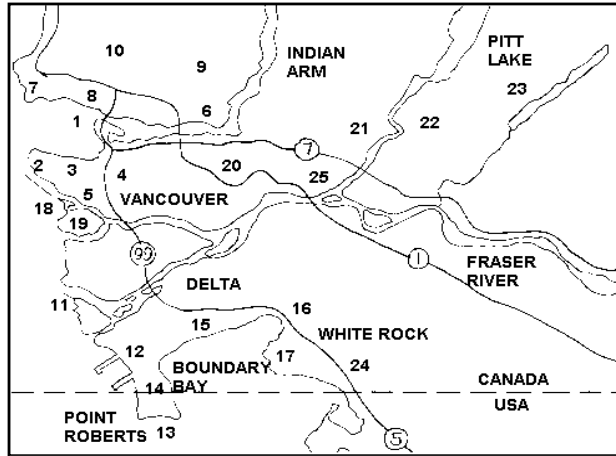 10
9
INDIAN
ARM
PITT
LAKE
23
7
8
6
1
21
22
7
2
3
4
20
25
VANCOUVER
5
18
19
99
1
FRASER
RIVER
DELTA
11
16
15
WHITE ROCK
12
17
24
BOUNDARY
BAY
14
CANADA
USA
POINT
ROBERTS
13
5